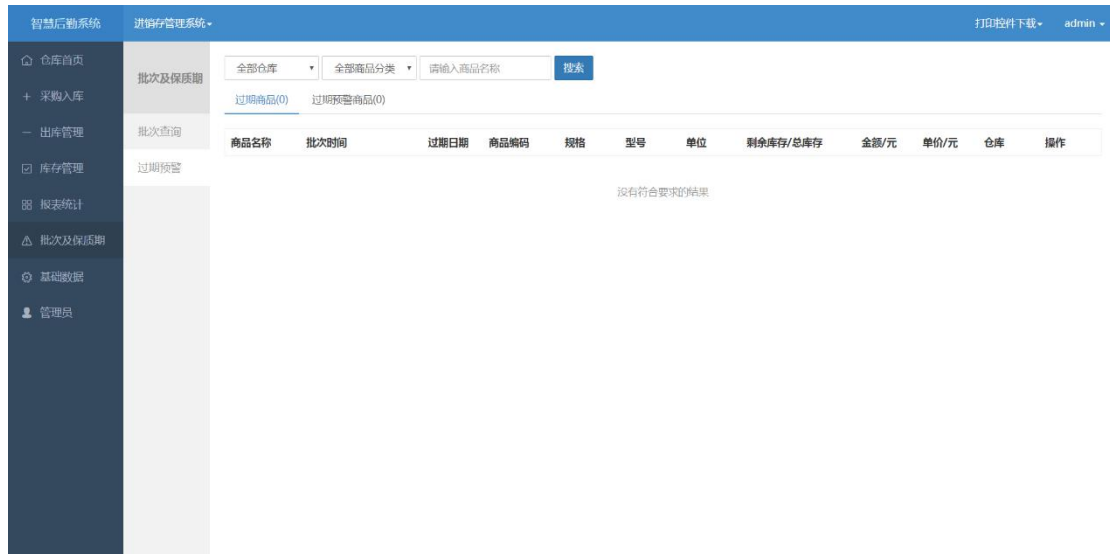 智慧后勤系统 进销存管理系统 打印控件下载 admin
仓库首页
采购入库
出库管理
库存管理
报表统计
批次及保质期
基础数据
管理员
批次及保质期
批次查询
过期预警
全部仓库 全部商品分类 请输入商品名称 搜索
过期商品(0) 过期预警商品(0)
商品名称 批次时间 过期日期 商品编码 规格 型号 单位 剩余库存/总库存 金额/元 单价/元 仓库 操作
没有符合要求的结果